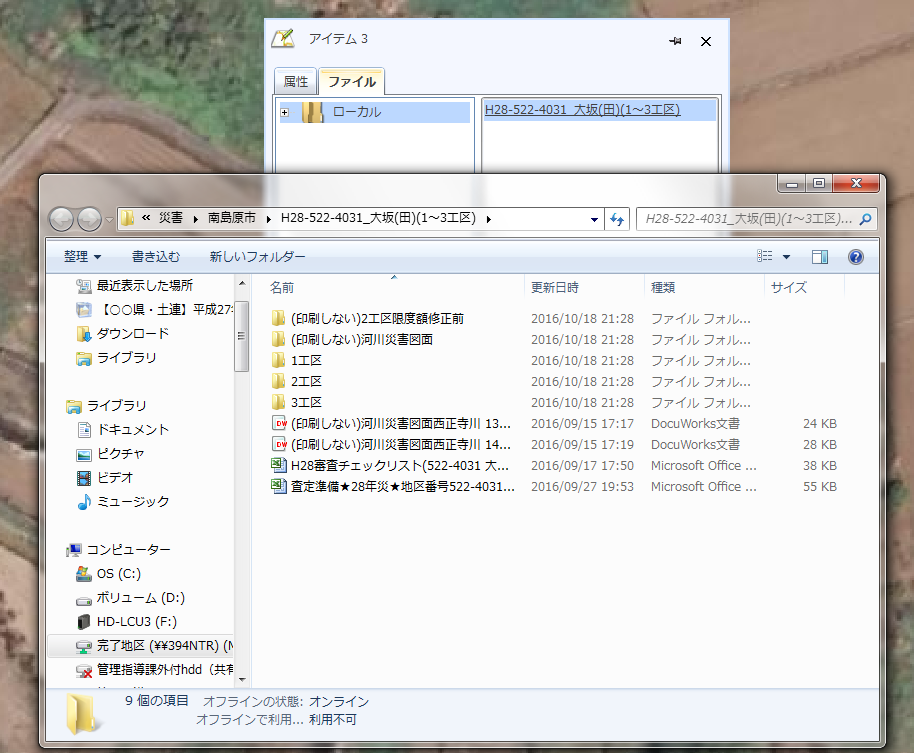 アイテム 3
属性 ファイル
ローカル
H28-522-4031_大坂(田)(1～3工区)
« 災害 南島原市 H28-522-4031_大坂(田)(1～3工区)
H28-522-4031_大坂(田)(1～3工区)...
整理 書き込む 新しいフォルダー
最近表示した場所
【○○県・土連】平成27
ダウンロード
ライブラリ
ライブラリ
ドキュメント
ピクチャ
ビデオ
ミュージック
コンピューター
OS (C:)
ボリューム (D:)
HD-LCU3 (F:)
完了地区 (¥¥394NTR) (M
管理指導課外付hdd（共有
名前 更新日時 種類 サイズ
(印刷しない)2工区限度額修正前 2016/10/18 21:28 ファイル フォル...
(印刷しない)河川災害図面 2016/10/18 21:28 ファイル フォル...
1工区 2016/10/18 21:28 ファイル フォル...
2工区 2016/10/18 21:28 ファイル フォル...
3工区 2016/10/18 21:28 ファイル フォル...
(印刷しない)河川災害図面西正寺川 13... 2016/09/15 17:17 DocuWorks文書 24 KB
(印刷しない)河川災害図面西正寺川 14... 2016/09/15 17:19 DocuWorks文書 28 KB
H28審査チェックリスト(522-4031 大... 2016/09/17 17:50 Microsoft Office ... 38 KB
査定準備★28年災★地区番号522-4031... 2016/09/27 19:53 Microsoft Office ... 55 KB
9 個の項目 オフラインの状態: オンライン
オフラインで利用... 利用不可